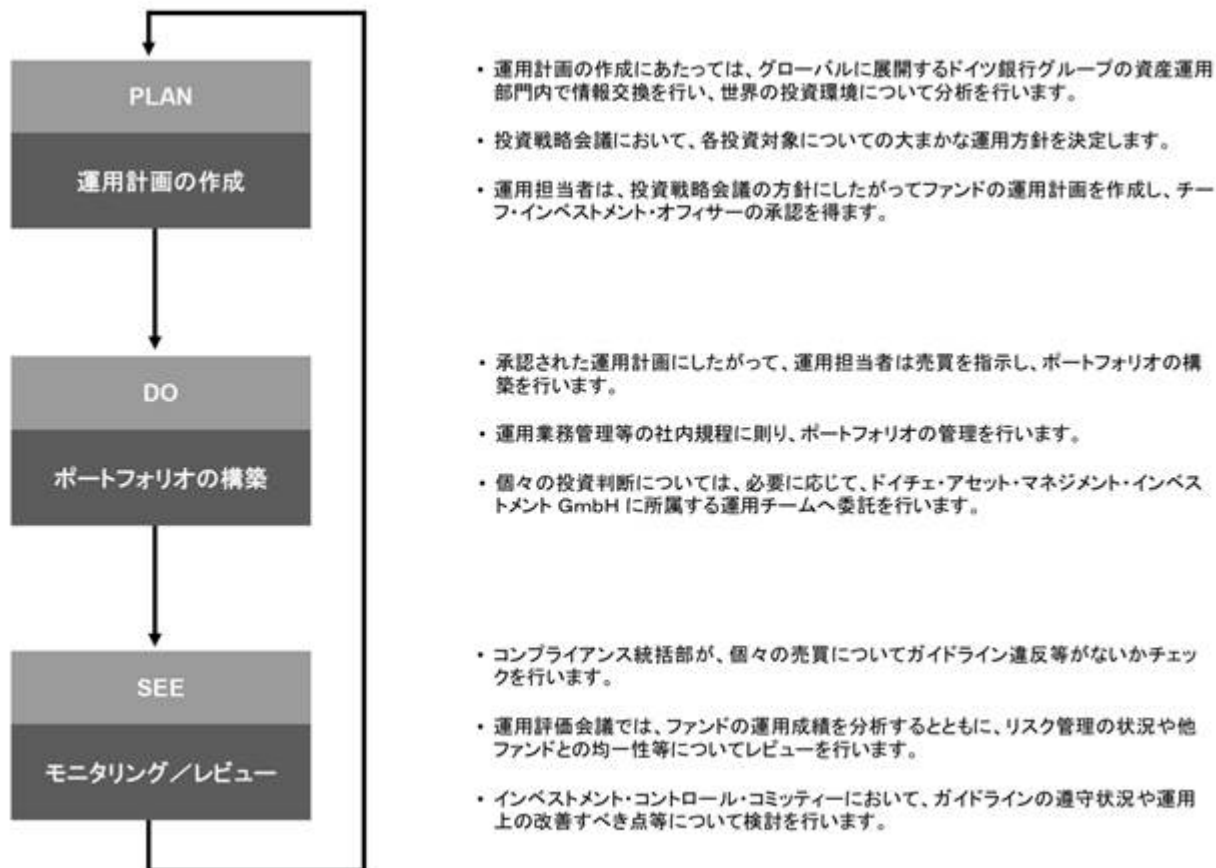 PLAN
運用計画の作成
・運用計画の作成にあたっては、グローバルに展開するドイツ銀行グループの資産運用
部門内で情報交換を行い、世界の投資環境について分析を行います。
・投資戦略会議において、各投資対象についての大まかな運用方針を決定します。
・運用担当者は、投資戦略会議の方針にしたがってファンドの運用計画を作成し、チー
フ・インベストメント・オフィサーの承認を得ます。
DO
ポートフォリオの構築
・承認された運用計画にしたがって、運用担当者は売買を指示し、ポートフォリオの構
築を行います。
・運用業務管理等の社内規程に則り、ポートフォリオの管理を行います。
・個々の投資判断については、必要に応じて、ドイチェ・アセット・マネジメント・インベス
トメント GmbH に所属する運用チームへ委託を行います。
SEE
モニタリング／レビュー
・コンプライアンス統括部が、個々の売買についてガイドライン違反等がないかチェッ
クを行います。
・運用評価会議では、ファンドの運用成績を分析するとともに、リスク管理の状況や他
ファンドとの均一性等についてレビューを行います。
・インベストメント・コントロール・コミッティーにおいて、ガイドラインの遵守状況や運用
上の改善すべき点等について検討を行います。